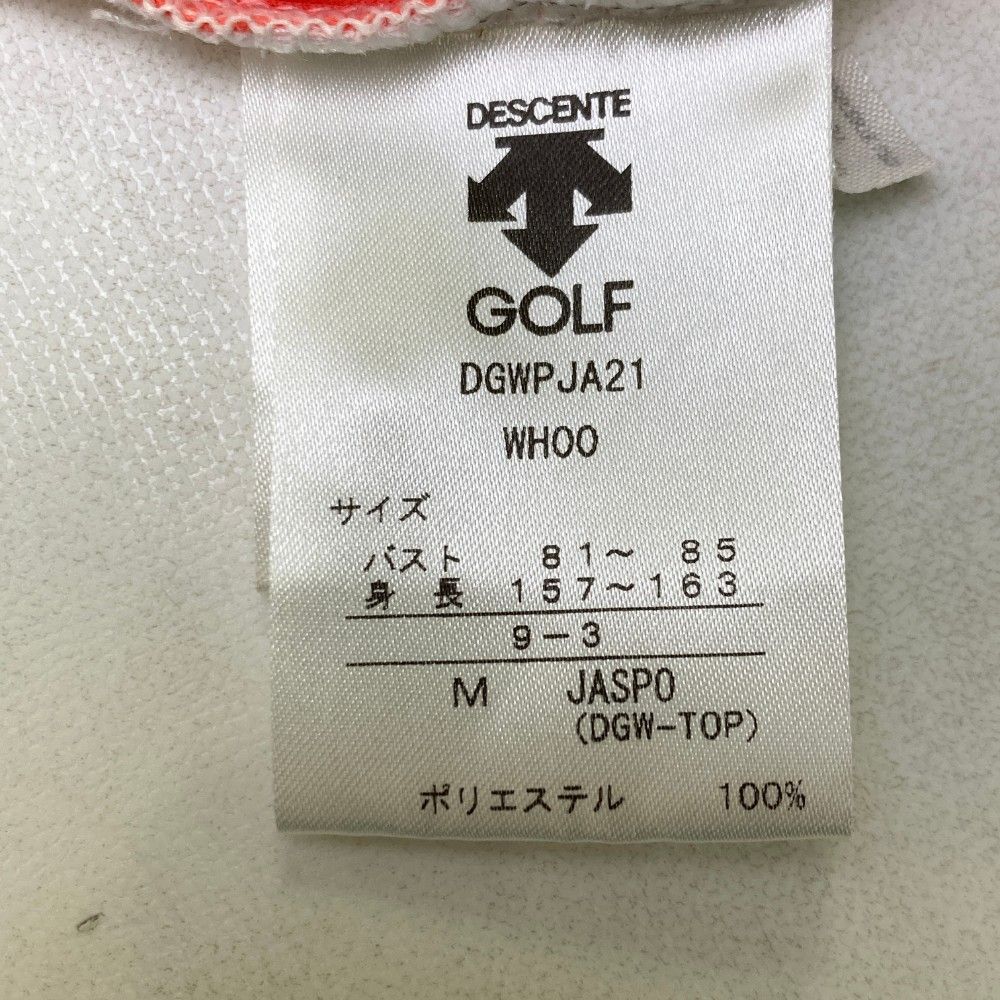 DESCENTE
GOLF
DGWPJA21
WH00
サイズ
バスト 81～ 85
身 長 157～163
9－3
M JASPO
(DGW-TOP)
ポリエステル 100%